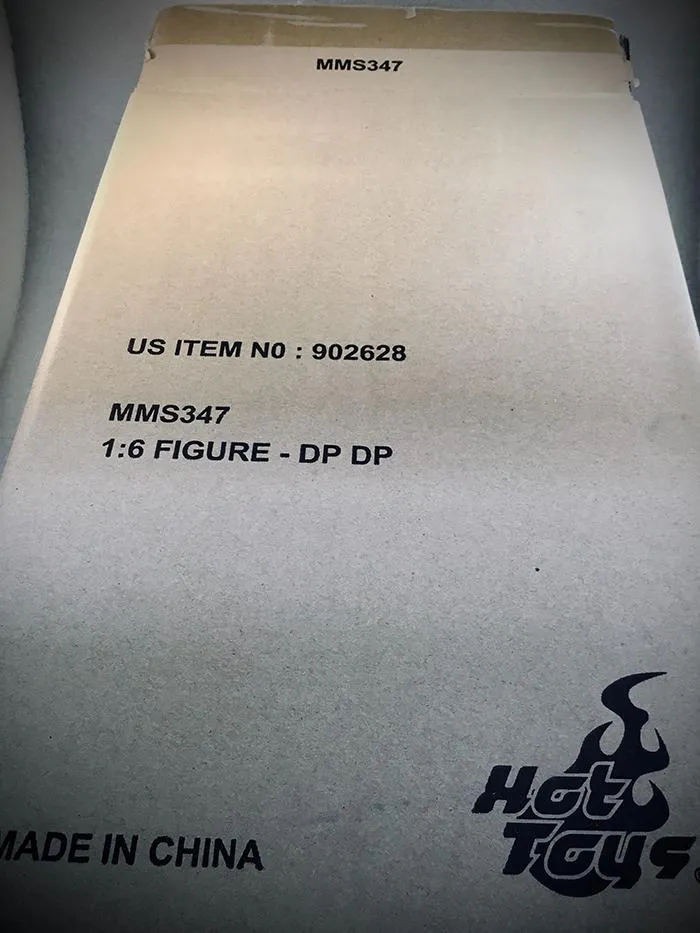 MMS347
US ITEM N0 : 902628
MMS347
1:6 FIGURE - DP DP
Hot
Toys
MADE IN CHINA